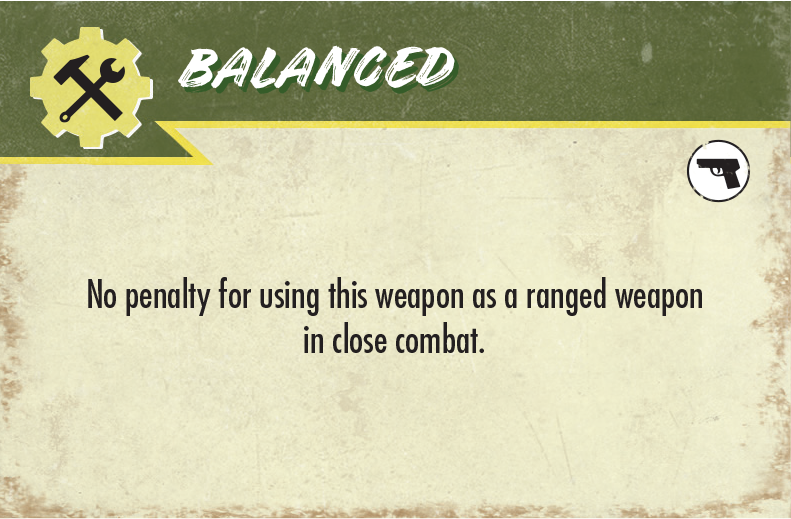 BALANCED
No penalty for using this weapon as a ranged weapon
in close combat.